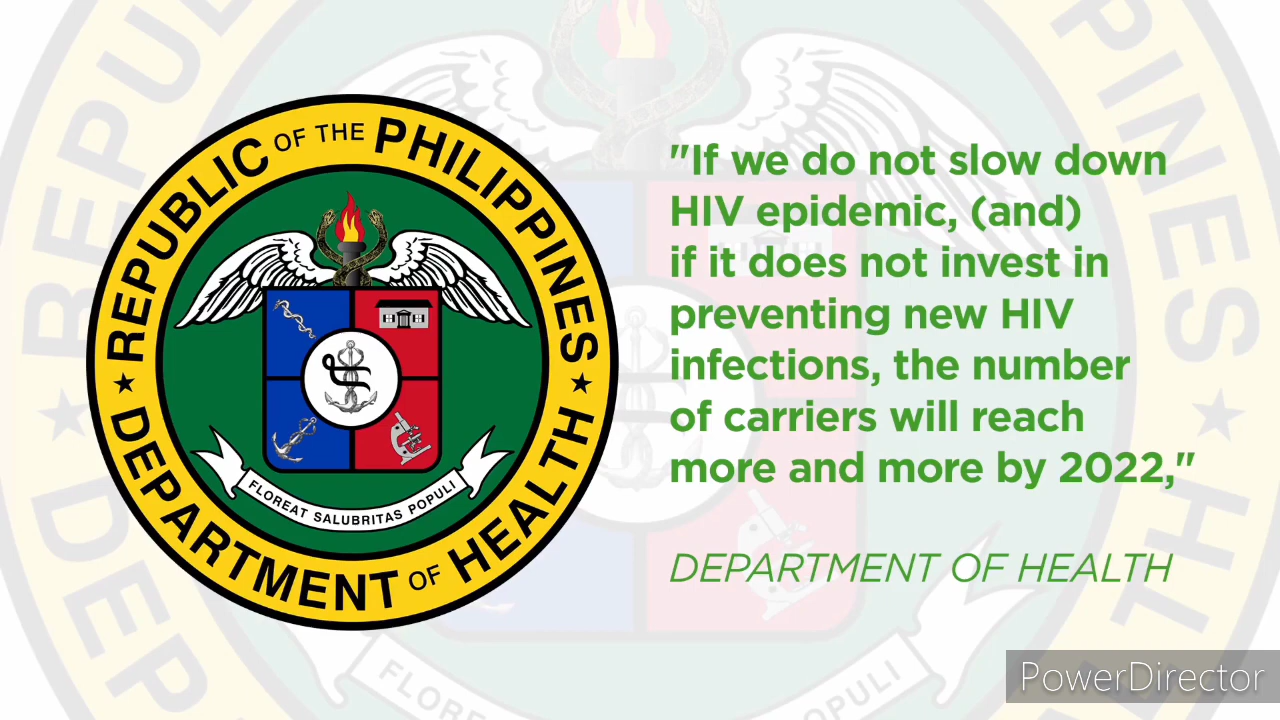 REPUBLIC OF THE PHILIPPINES
DEPARTMENT OF HEALTH
FLOREAT SALUBRITAS POPULI
"If we do not slow down
HIV epidemic, (and)
if it does not invest in
preventing new HIV
infections, the number
of carriers will reach
more and more by 2022,"
DEPARTMENT OF HEALTH
PowerDirector